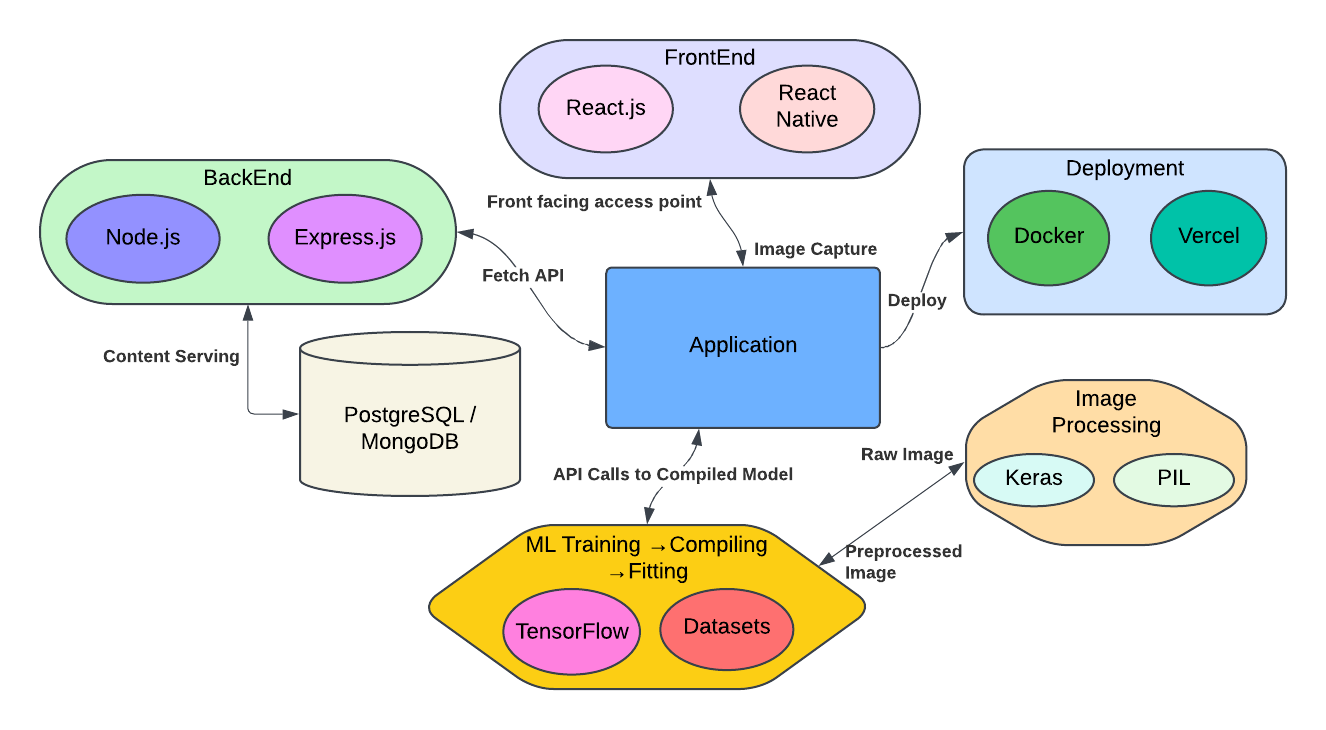 FrontEnd
React.js
React
Native
BackEnd
Node.js
Express.js
Deployment
Docker
Vercel
Front facing access point
Image Capture
Fetch API
Deploy
Application
Content Serving
PostgreSQL /
MongoDB
Image
Processing
Keras
PIL
Raw Image
API Calls to Compiled Model
Preprocessed
Image
ML Training →Compiling
→Fitting
TensorFlow
Datasets